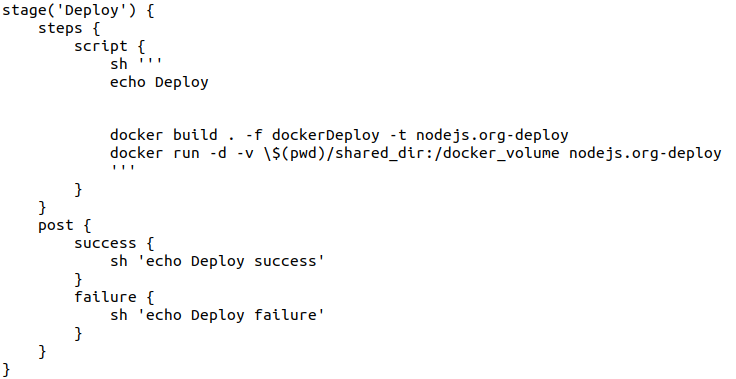 stage('Deploy') {
    steps {
        script {
            sh '''
            echo Deploy


            docker build . -f dockerDeploy -t nodejs.org-deploy
            docker run -d -v \$(pwd)/shared_dir:/docker_volume nodejs.org-deploy
            '''
        }
    }
    post {
        success {
            sh 'echo Deploy success'
        }
        failure {
            sh 'echo Deploy failure'
        }
    }
}